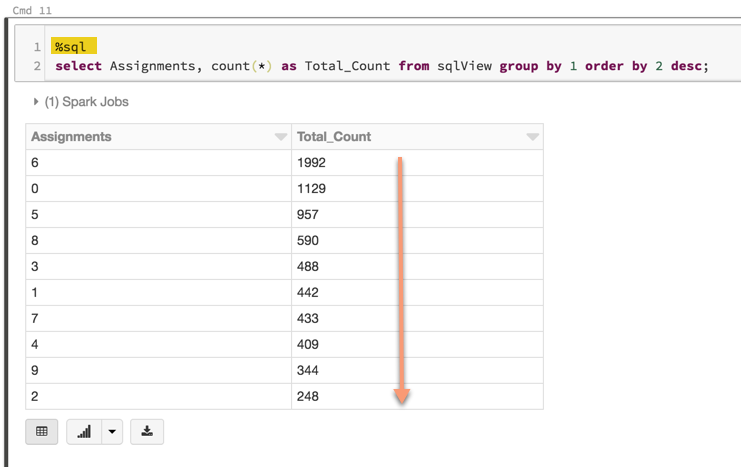 Cmd 11
1 %sql
2 select Assignments, count(*) as Total_Count from sqlView group by 1 order by 2 desc;
(1) Spark Jobs
Assignments Total_Count
6 1992
0 1129
5 957
8 590
3 488
1 442
7 433
4 409
9 344
2 248